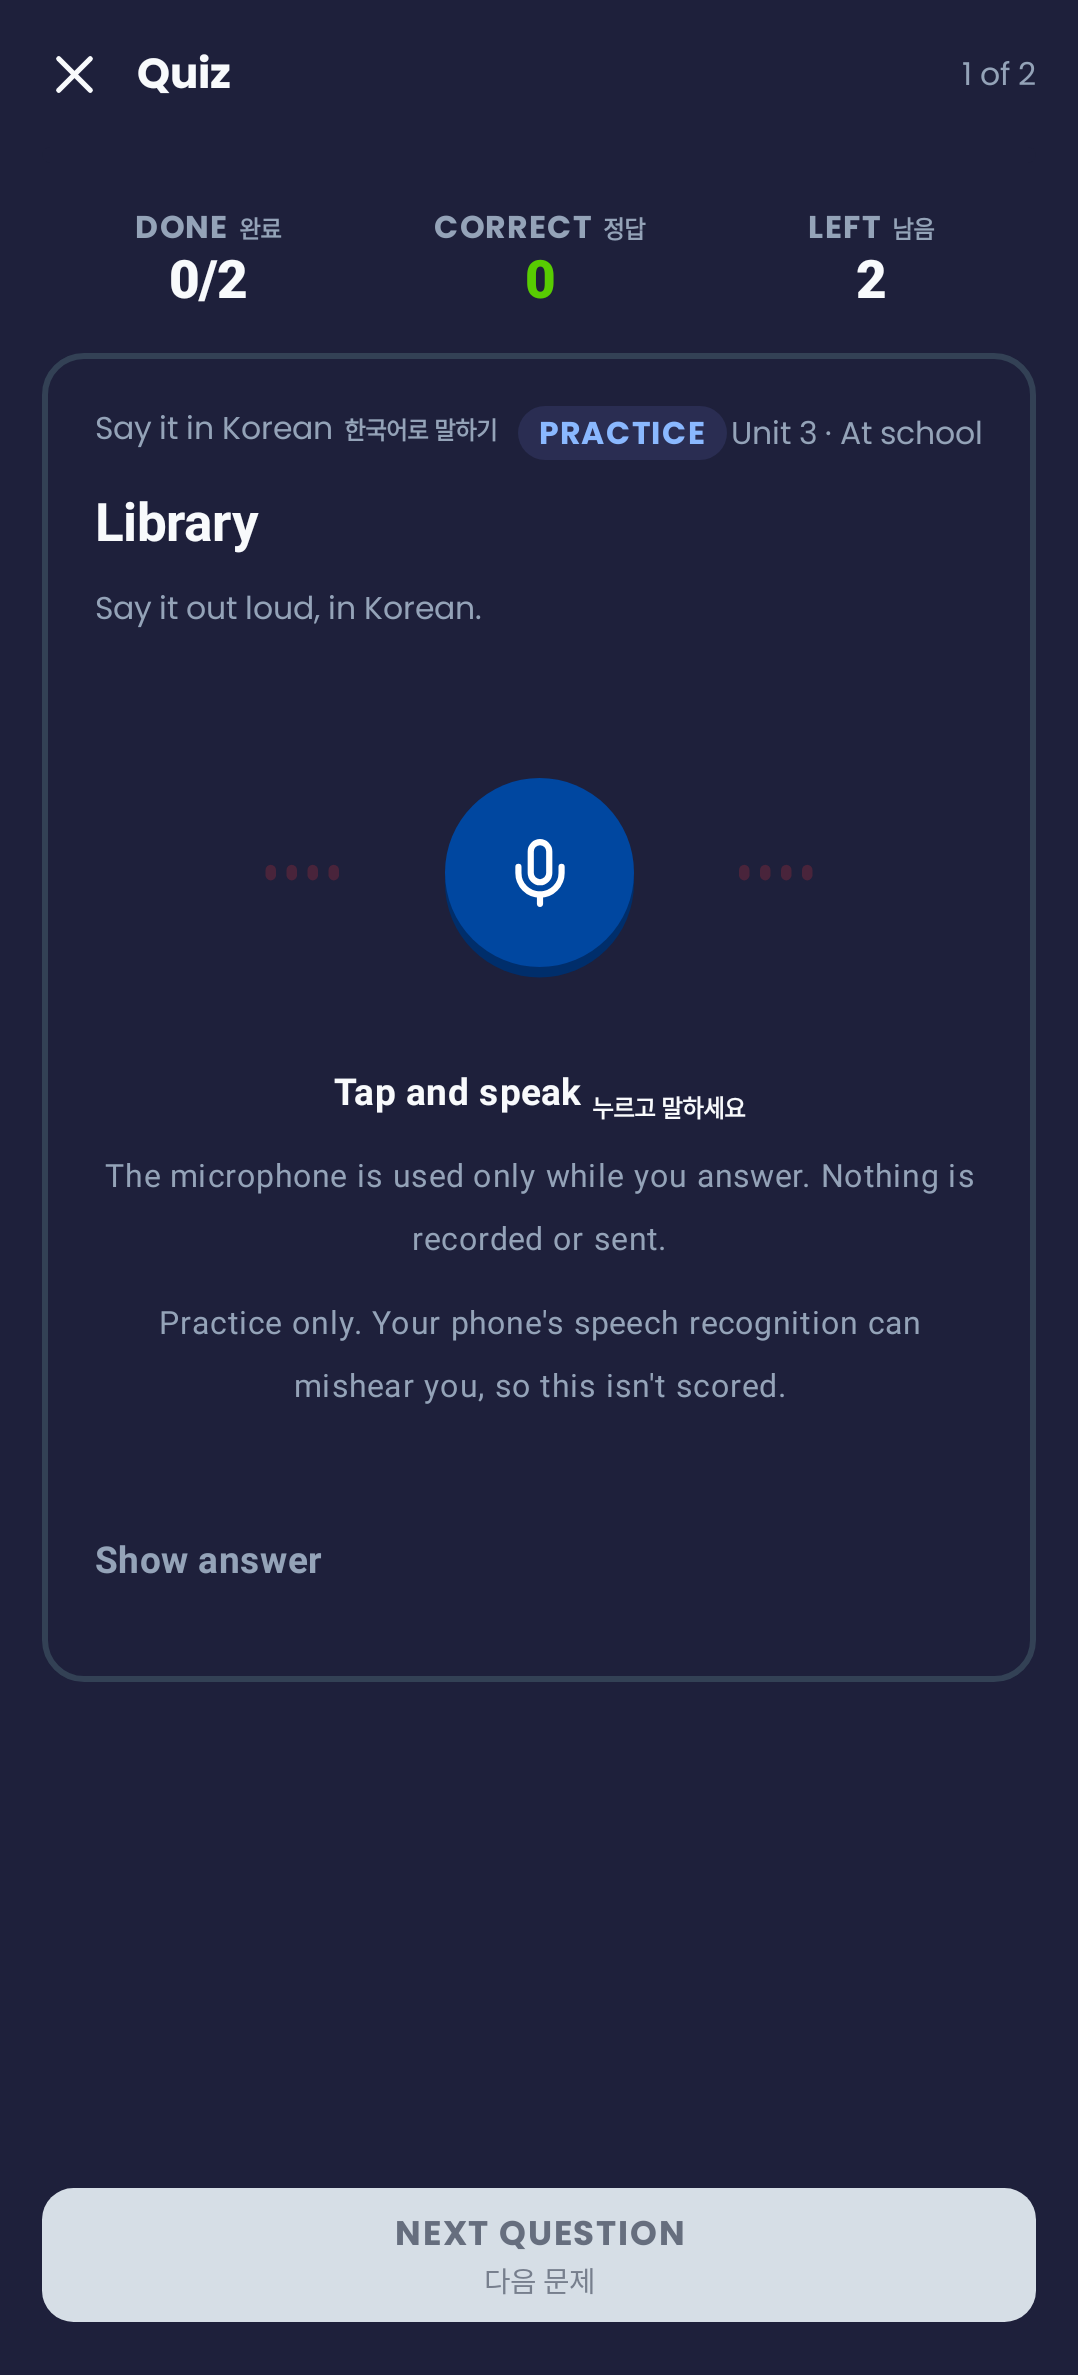 Quiz
1 of 2
DONE 완료
CORRECT 정답
LEFT 남음
0/2
0
2
Say it in Korean 한국어로 말하기
PRACTICE
Unit 3 · At school
Library
Say it out loud, in Korean.
Tap and speak 누르고 말하세요
The microphone is used only while you answer. Nothing is
recorded or sent.
Practice only. Your phone's speech recognition can
mishear you, so this isn't scored.
Show answer
NEXT QUESTION
다음 문제